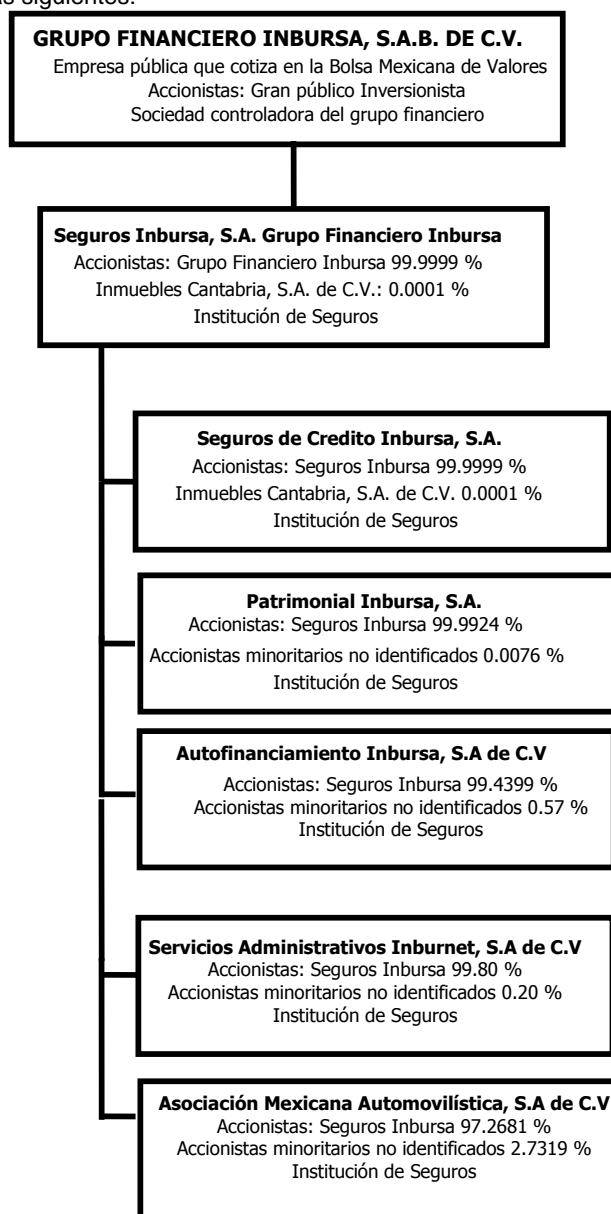 GRUPO FINANCIERO INBURSA, S.A.B. DE C.V.
Empresa pública que cotiza en la Bolsa Mexicana de Valores
Accionistas: Gran público Inversionista
Sociedad controladora del grupo financiero
Seguros Inbursa, S.A. Grupo Financiero Inbursa
Accionistas: Grupo Financiero Inbursa 99.9999 %
Inmuebles Cantabria, S.A. de C.V.: 0.0001 %
Institución de Seguros
Seguros de Credito Inbursa, S.A.
Accionistas: Seguros Inbursa 99.9999 %
Inmuebles Cantabria, S.A. de C.V. 0.0001 %
Institución de Seguros
Patrimonial Inbursa, S.A.
Accionistas: Seguros Inbursa 99.9924 %
Accionistas minoritarios no identificados 0.0076 %
Institución de Seguros
Autofinanciamiento Inbursa, S.A de C.V
Accionistas: Seguros Inbursa 99.4399 %
Accionistas minoritarios no identificados 0.57 %
Institución de Seguros
Servicios Administrativos Inburnet, S.A de C.V
Accionistas: Seguros Inbursa 99.80 %
Accionistas minoritarios no identificados 0.20 %
Institución de Seguros
Asociación Mexicana Automovilística, S.A de C.V
Accionistas: Seguros Inbursa 97.2681 %
Accionistas minoritarios no identificados 2.7319 %
Institución de Seguros